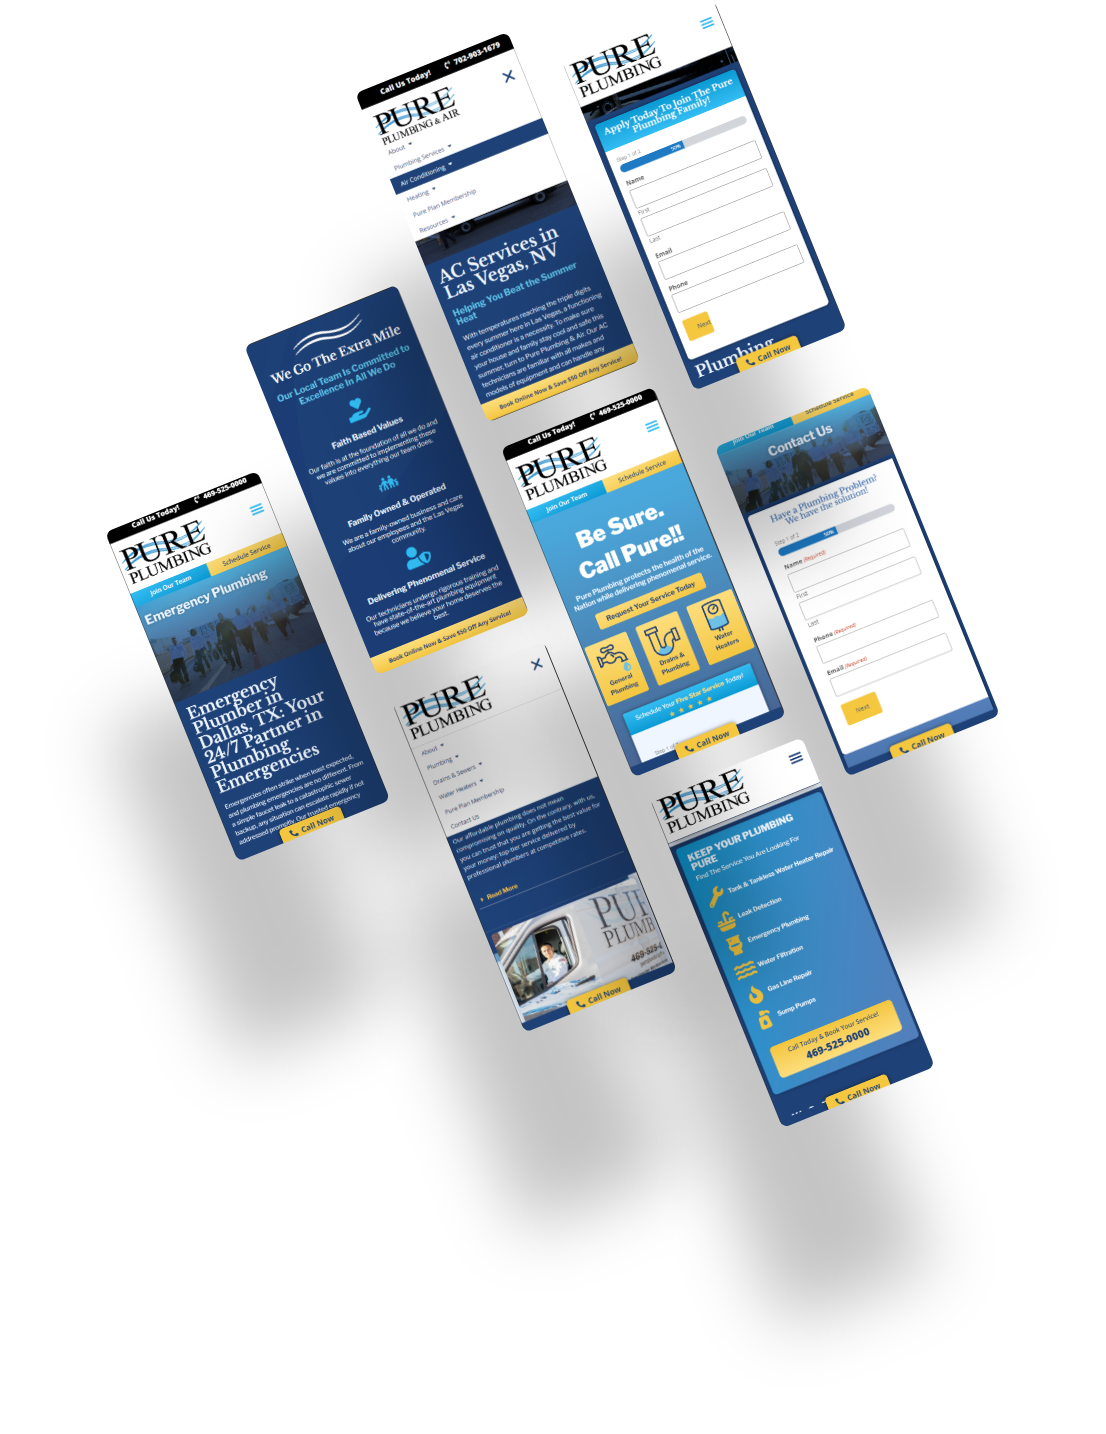 Call Us Today! 702-903-1679
PURE
PLUMBING & AIR
About
Plumbing Services
Air Conditioning
Heating
Pure Plan Membership
Resources
AC Services in
Las Vegas, NV
Helping You Beat the Summer
Heat
With temperatures reaching the triple digits
every summer here in Las Vegas, a functioning
air conditioner is a necessity. To make sure
your house and family stay cool and safe this
summer, turn to Pure Plumbing & Air. Our AC
technicians are familiar with all makes and
models of equipment and can handle any
Book Online Now & Save $50 Off Any Service!
PURE
PLUMBING
Apply Today To Join The Pure
Plumbing Family!
Step 1 of 2
50%
Name
First
Last
Email
Phone
Next
Plumbing
Call Now
We Go The Extra Mile
Our Local Team Is Committed to
Excellence In All We Do
Faith Based Values
Our faith is at the foundation of all we do and
we are committed to implementing these
values into everything our team does.
Family Owned & Operated
We are a family-owned business and care
about our employees and the Las Vegas
community.
Delivering Phenomenal Service
Our technicians undergo rigorous training and
have state-of-the-art plumbing equipment
because we believe your home deserves the
best.
Book Online Now & Save $50 Off Any Service!
Call Us Today! 469-525-0000
PURE
PLUMBING
Join Our Team Schedule Service
Be Sure.
Call Pure!!
Pure Plumbing protects the health of the
Nation while delivering phenomenal service.
Request Your Service Today
General
Plumbing
Drains &
Plumbing
Water
Heaters
Schedule Your Five Star Service Today!
Step 1 of
Call Now
Join Our Team Schedule Service
Contact Us
Have a Plumbing Problem?
We have the solution!
Step 1 of 2
50%
Name (Required)
First
Last
Phone (Required)
Email (Required)
Next
Call Now
Call Us Today! 469-525-0000
PURE
PLUMBING
Join Our Team Schedule Service
Emergency Plumbing
Emergency
Plumber in
Dallas, TX: Your
24/7 Partner in
Plumbing
Emergencies
Emergencies often strike when least expected,
and plumbing emergencies are no different. From
a simple faucet leak to a catastrophic sewer
backup, any situation can escalate rapidly if not
addressed promptly. Our trusted emergency
Call Now
PURE
PLUMBING
About
Plumbing
Drains & Sewers
Water Heaters
Pure Plan Membership
Contact Us
Our affordable plumbing does not mean
compromising on quality. On the contrary, with us,
you can trust that you are getting the best value for
your money: top-tier service delivered by
professional plumbers at competitive rates.
Read More
PUR
PLUMB
469-525-
Call Now
PURE
PLUMBING
KEEP YOUR PLUMBING
PURE
Find The Service You Are Looking For
Tank & Tankless Water Heater Repair
Leak Detection
Emergency Plumbing
Water Filtration
Gas Line Repair
Sump Pumps
Call Today & Book Your Service!
469-525-0000
Call Now